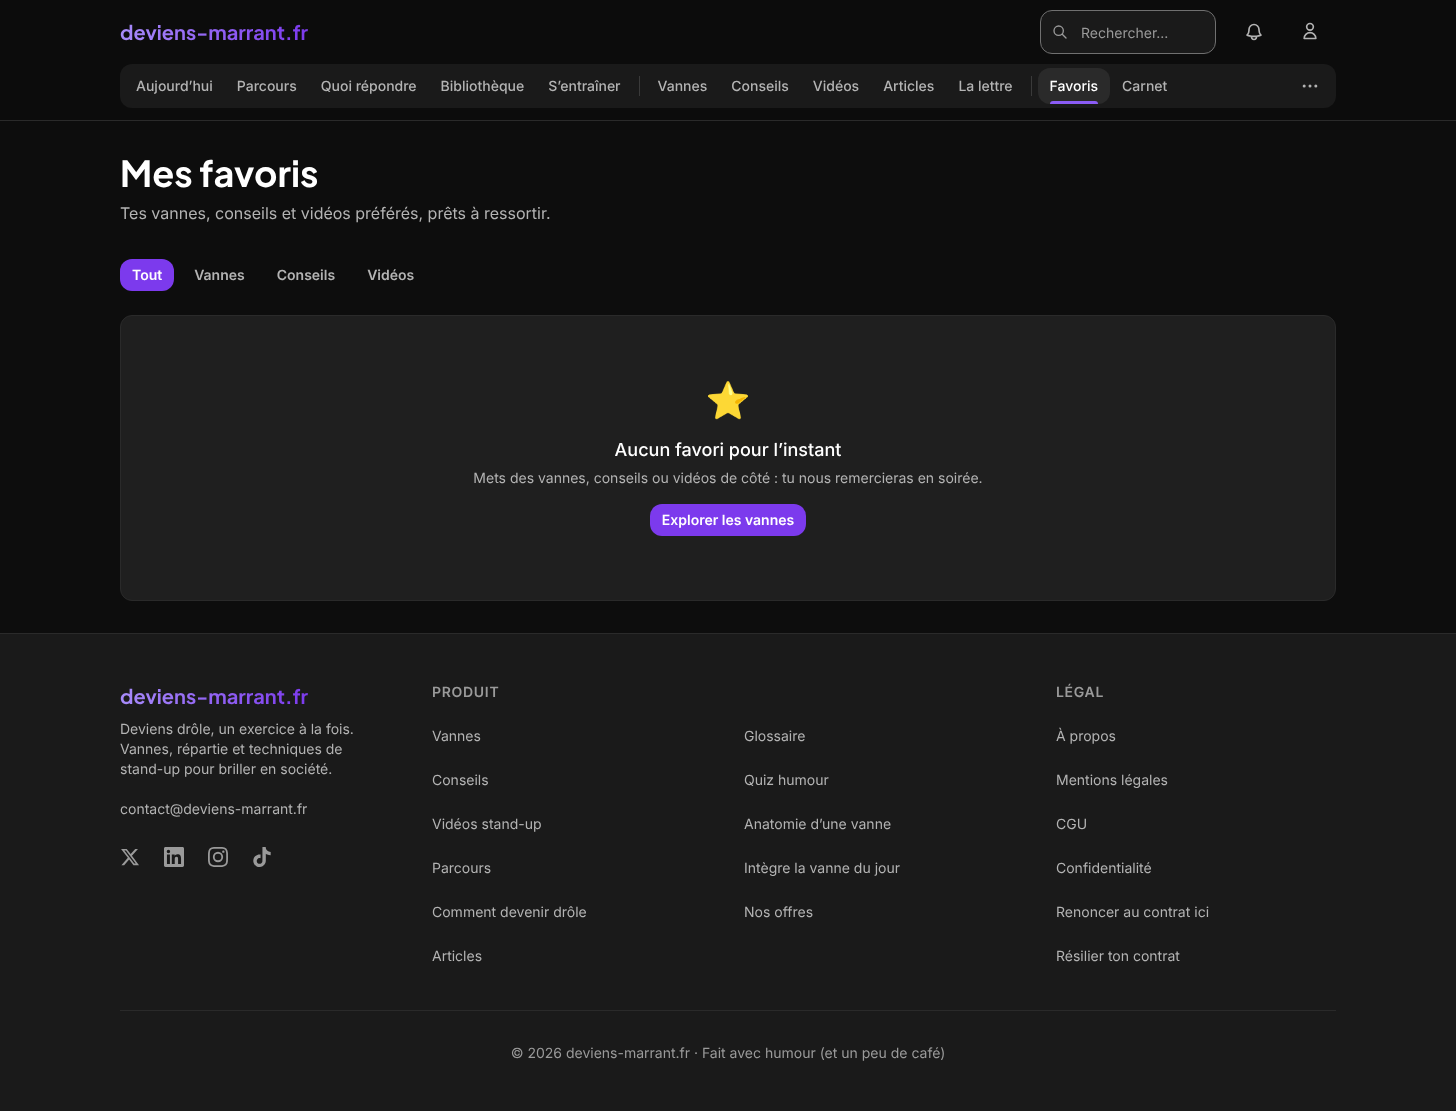 deviens-marrant.fr
Rechercher...
Aujourd’hui Parcours Quoi répondre Bibliothèque S’entraîner Vannes Conseils Vidéos Articles La lettre Favoris Carnet
Mes favoris
Tes vannes, conseils et vidéos préférés, prêts à ressortir.
Tout Vannes Conseils Vidéos
Aucun favori pour l’instant
Mets des vannes, conseils ou vidéos de côté : tu nous remercieras en soirée.
Explorer les vannes
deviens-marrant.fr
Deviens drôle, un exercice à la fois.
Vannes, répartie et techniques de
stand-up pour briller en société.
contact@deviens-marrant.fr
PRODUIT
Vannes
Conseils
Vidéos stand-up
Parcours
Comment devenir drôle
Articles
Glossaire
Quiz humour
Anatomie d’une vanne
Intègre la vanne du jour
Nos offres
LÉGAL
À propos
Mentions légales
CGU
Confidentialité
Renoncer au contrat ici
Résilier ton contrat
© 2026 deviens-marrant.fr · Fait avec humour (et un peu de café)